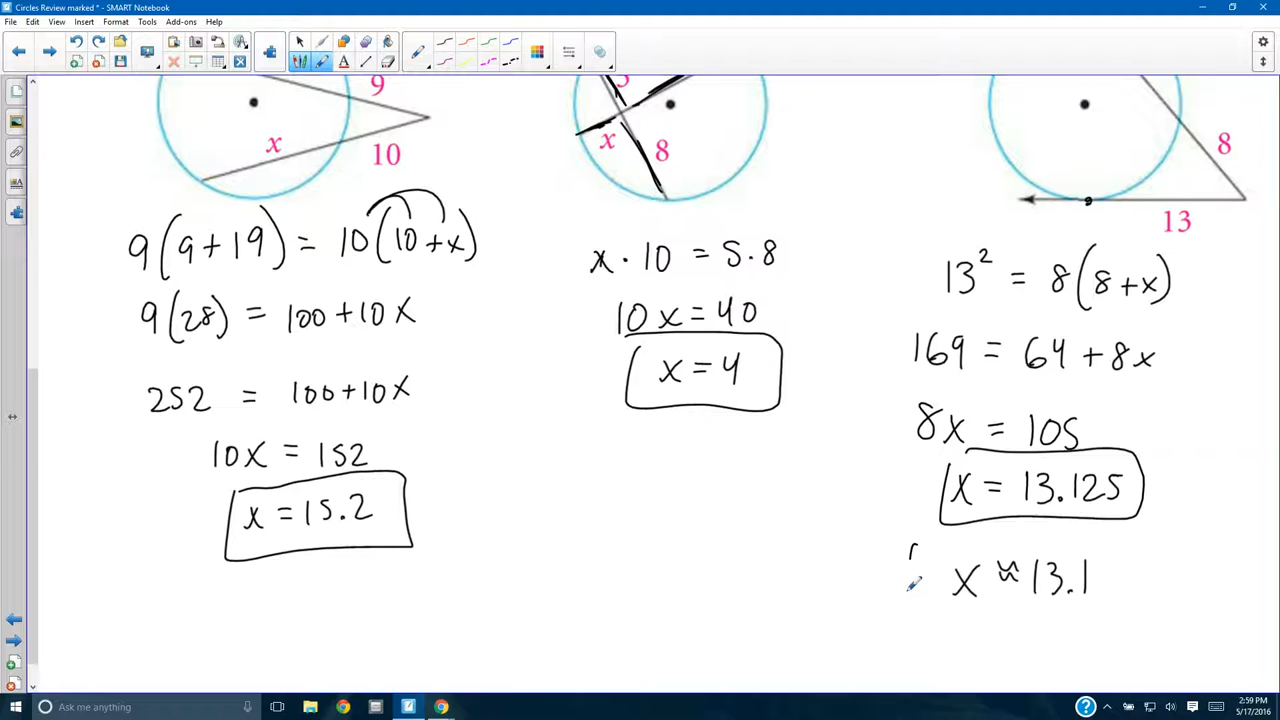 Circles Review marked * - SMART Notebook
File Edit View Insert Format Tools Add-ons Help
9
x
10
9(9+19) = 10(10+x)
9(28) = 100+10x
252 = 100+10x
10x = 152
x = 15.2
5
x
8
x · 10 = 5 · 8
10x = 40
x = 4
8
13
13² = 8(8+x)
169 = 64 + 8x
8x = 105
x = 13.125
x ≈ 13.1
Ask me anything
2:59 PM
5/17/2016